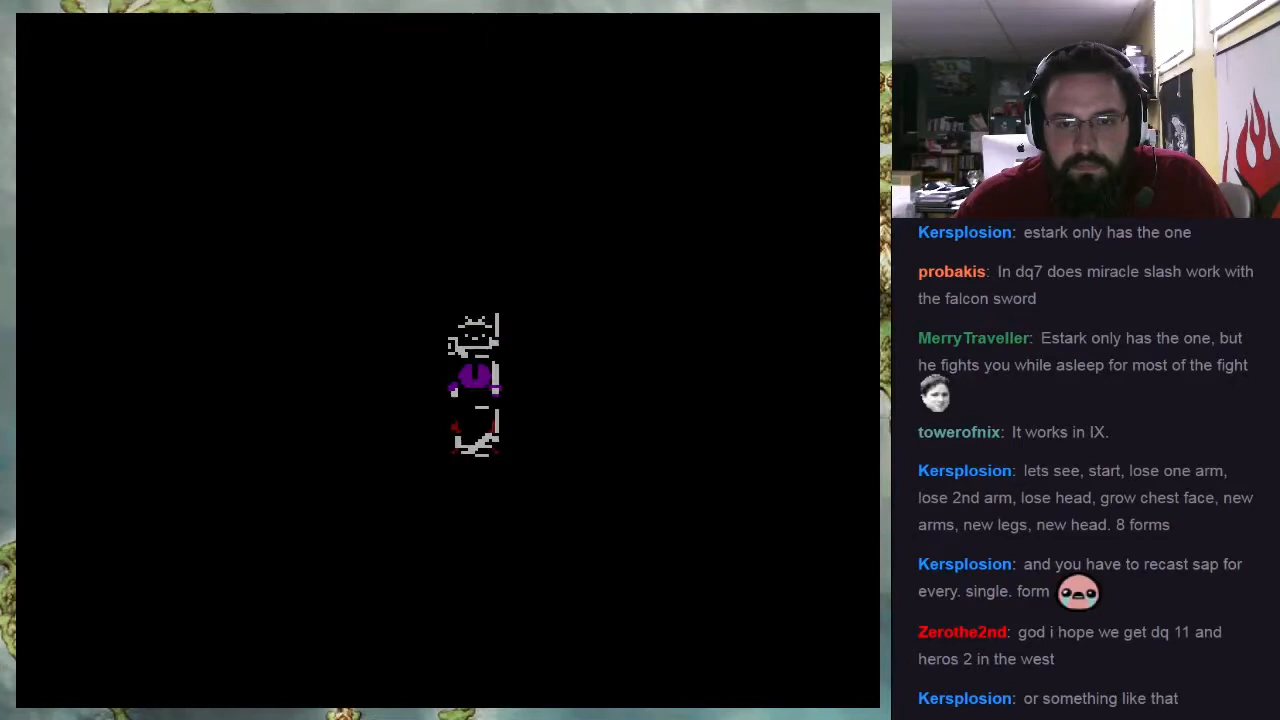 Kersplosion: estark only has the one
probakis: In dq7 does miracle slash work with
the falcon sword
MerryTraveller: Estark only has the one, but
he fights you while asleep for most of the fight
towerofnix: It works in IX.
Kersplosion: lets see, start, lose one arm,
lose 2nd arm, lose head, grow chest face, new
arms, new legs, new head. 8 forms
Kersplosion: and you have to recast sap for
every. single. form
Zerothe2nd: god i hope we get dq 11 and
heros 2 in the west
Kersplosion: or something like that